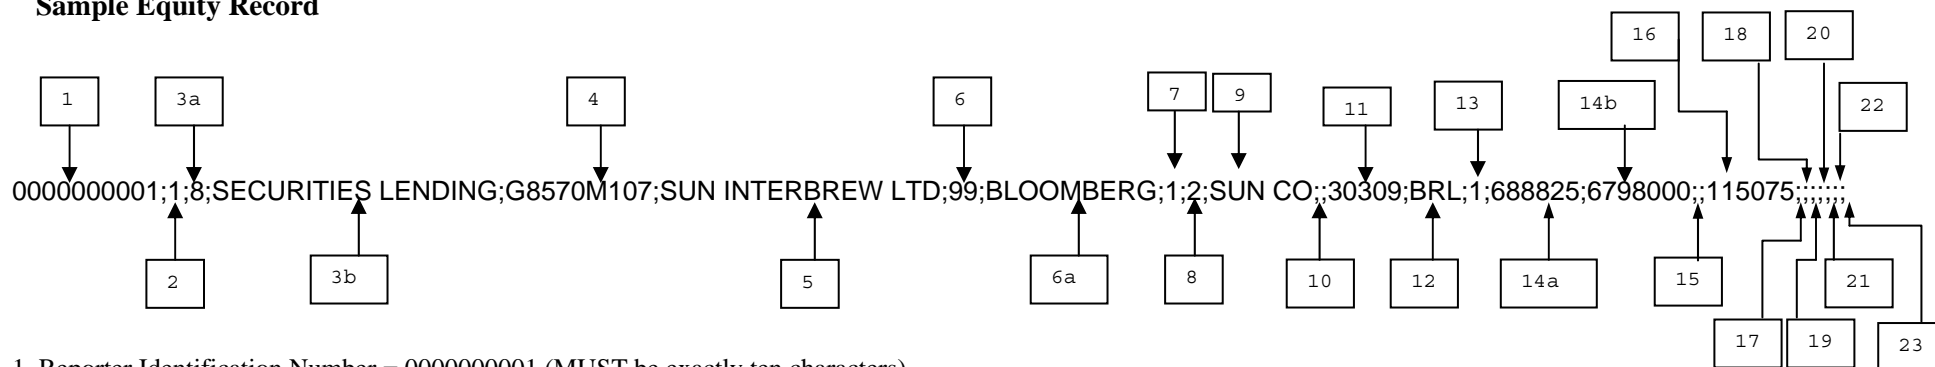 Sample Equity Record
16 18 20
1 3a 4 6 7 9 11 13 14b 22
0000000001;1;8;SECURITIES LENDING;G8570M107;SUN INTERBREW LTD;99;BLOOMBERG;1;2;SUN CO;;30309;BRL;1;688825;6798000;;115075;;;;;;;
2 3b 5 6a 8 10 12 14a 15 21
17 19 23
1. Reporter Identification Number = 0000000001 (MUST be exactly ten characters)